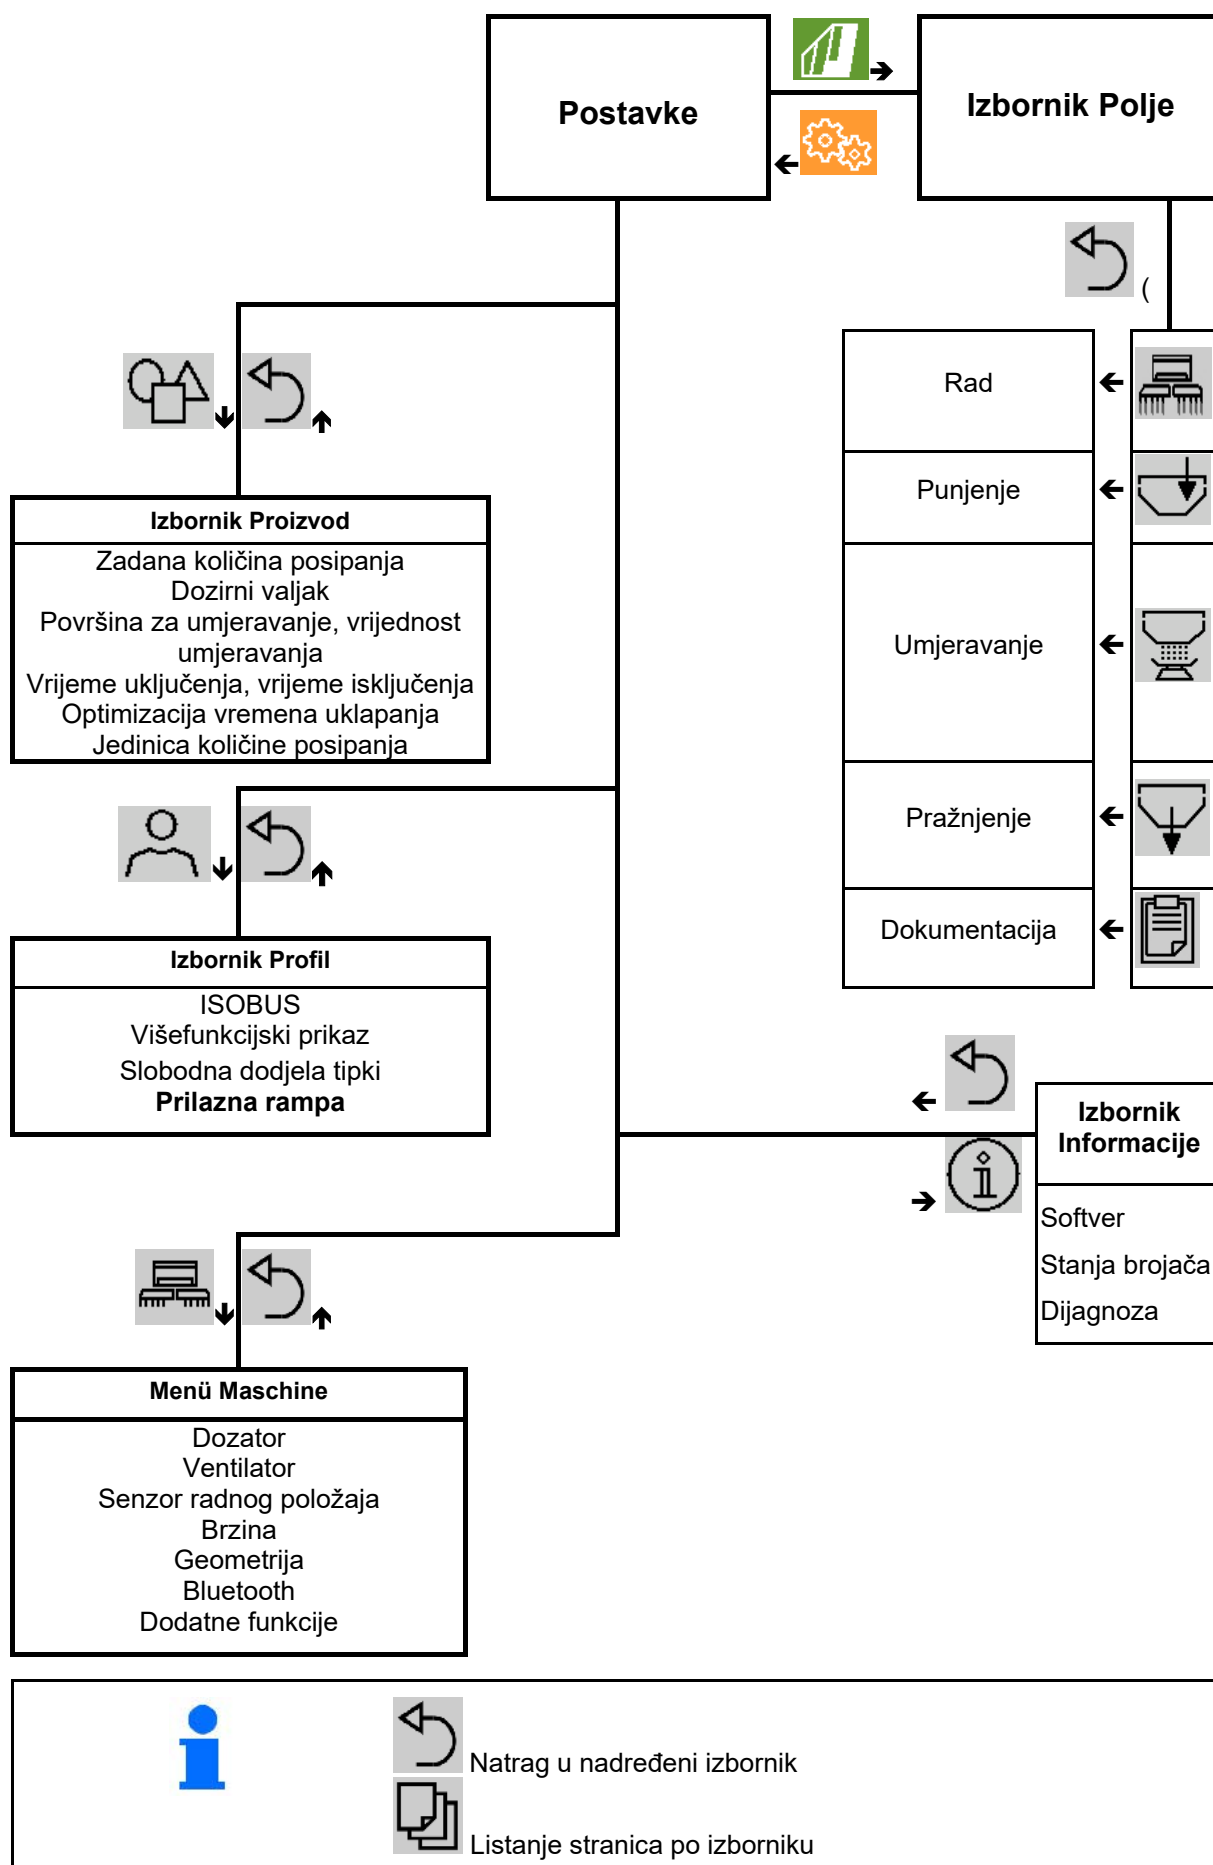 Postavke
Izbornik Polje
(
Rad
Punjenje
Umjeravanje
Pražnjenje
Dokumentacija
Izbornik Proizvod
Zadana količina posipanja
Dozirni valjak
Površina za umjeravanje, vrijednost
umjeravanja
Vrijeme uključenja, vrijeme isključenja
Optimizacija vremena uklapanja
Jedinica količine posipanja
Izbornik Profil
ISOBUS
Višefunkcijski prikaz
Slobodna dodjela tipki
Prilazna rampa
Izbornik
Informacije
Softver
Stanja brojača
Dijagnoza
Menü Maschine
Dozator
Ventilator
Senzor radnog položaja
Brzina
Geometrija
Bluetooth
Dodatne funkcije
Natrag u nadređeni izbornik
Listanje stranica po izborniku